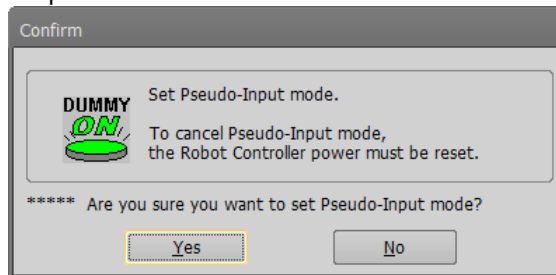 Confirm
DUMMY
ON
Set Pseudo-Input mode.
To cancel Pseudo-Input mode,
the Robot Controller power must be reset.
***** Are you sure you want to set Pseudo-Input mode?
Yes
No